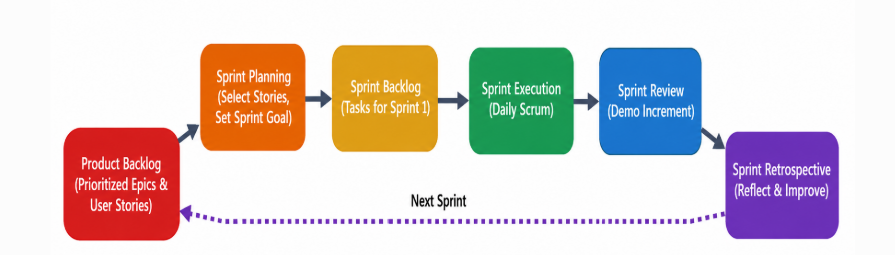 Product Backlog
(Prioritized Epics &
User Stories)
Sprint Planning
(Select Stories,
Set Sprint Goal)
Sprint Backlog
(Tasks for Sprint 1)
Sprint Execution
(Daily Scrum)
Sprint Review
(Demo Increment)
Sprint Retrospective
(Reflect & Improve)
Next Sprint